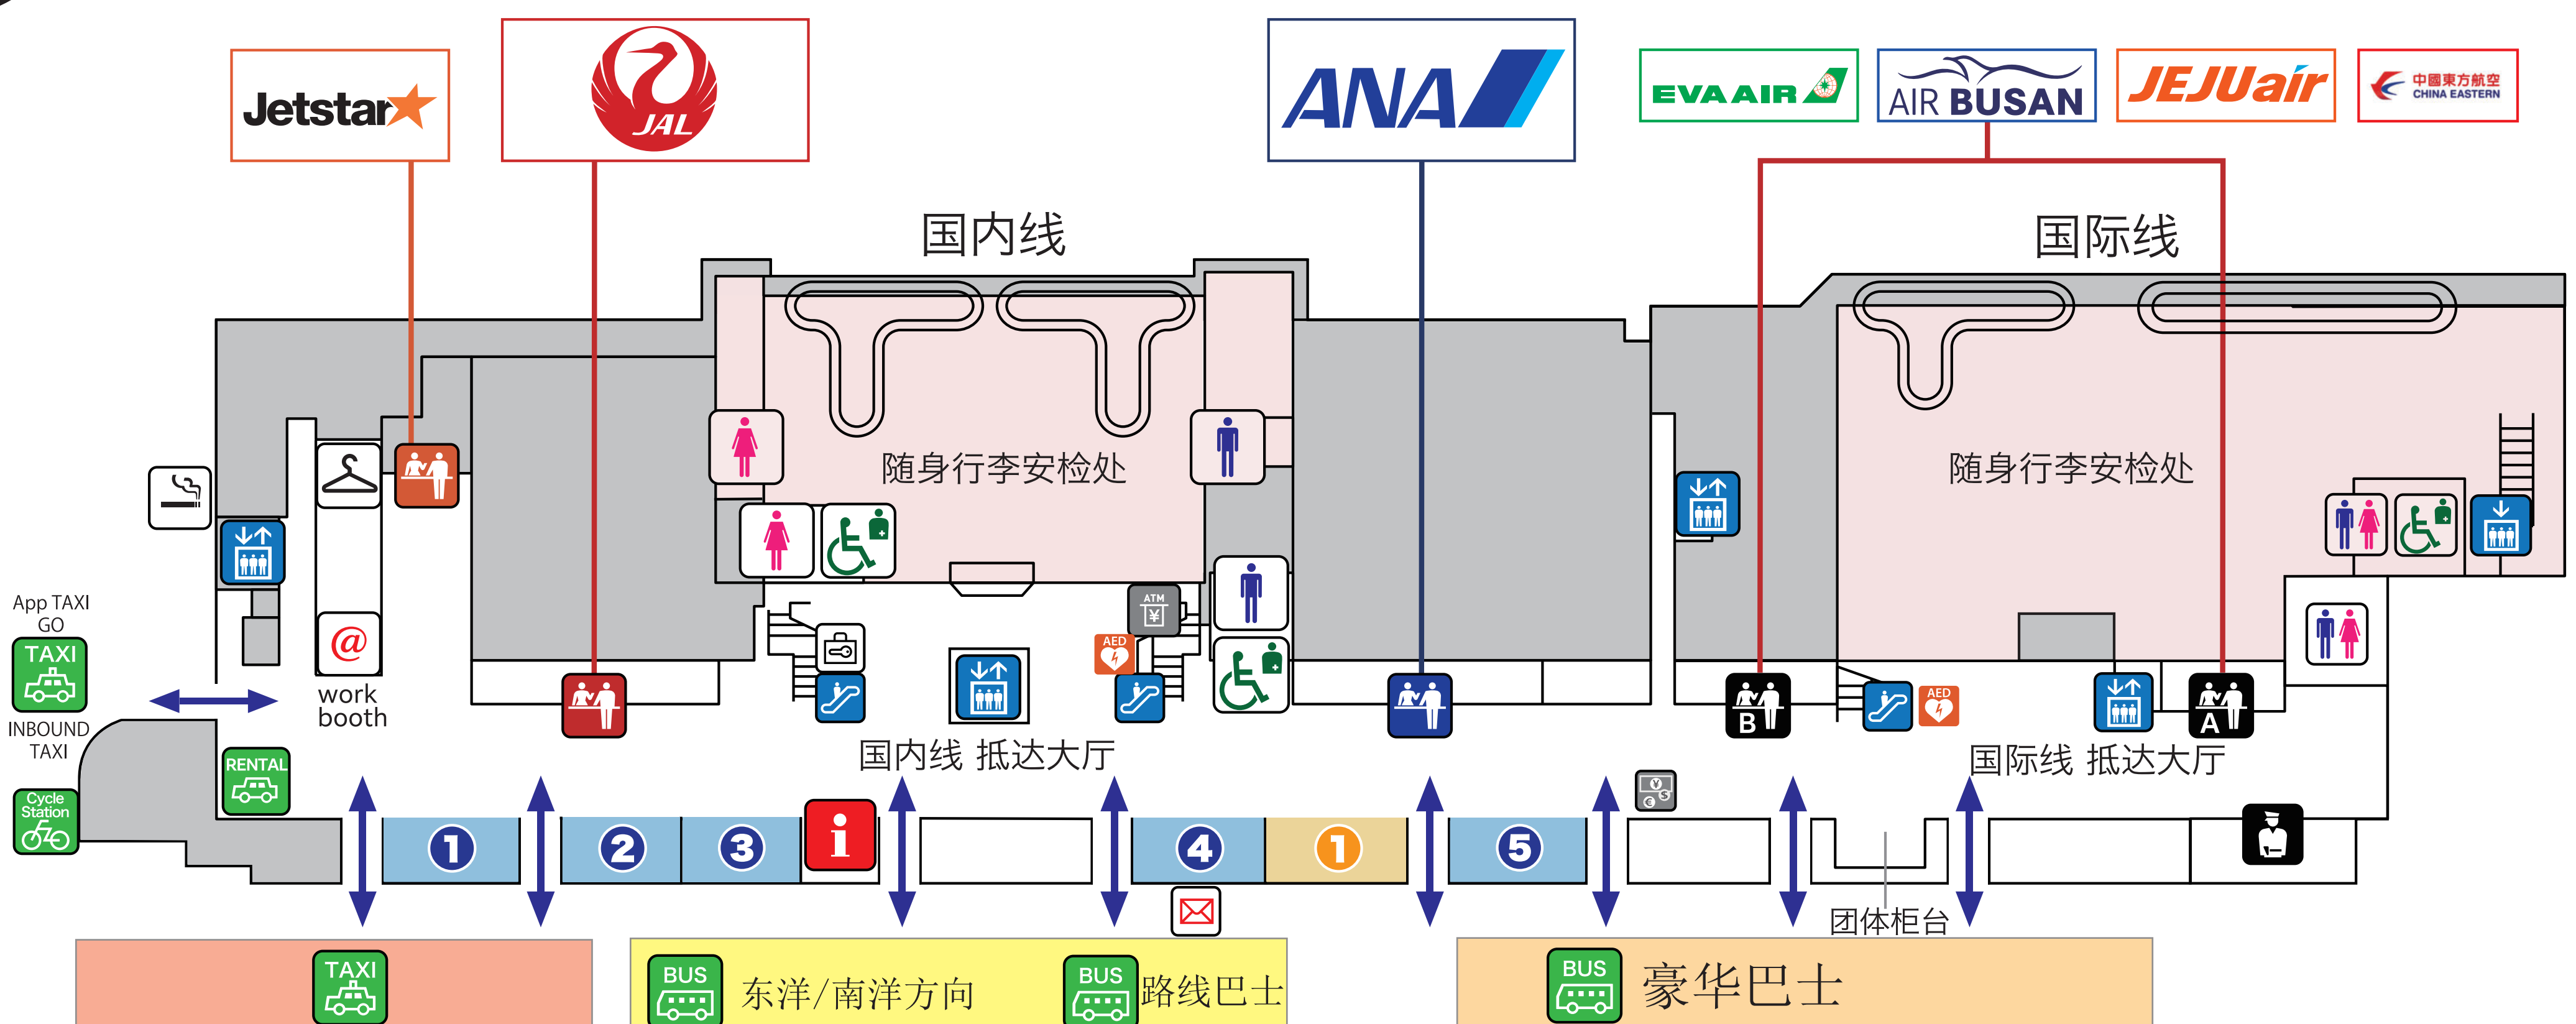 Jetstar
JAL
ANA
EVA AIR
AIR BUSAN
JEJUair
中國東方航空
CHINA EASTERN
国内线
国际线
随身行李安检处
随身行李安检处
App TAXI
GO
TAXI
INBOUND
TAXI
@
work
booth
ATM
¥
AED
AED
B
A
RENTAL
Cycle
Station
国内线 抵达大厅
国际线 抵达大厅
1
2
3
i
4
1
5
团体柜台
TAXI
BUS
东洋/南洋方向
BUS
路线巴士
BUS
豪华巴士